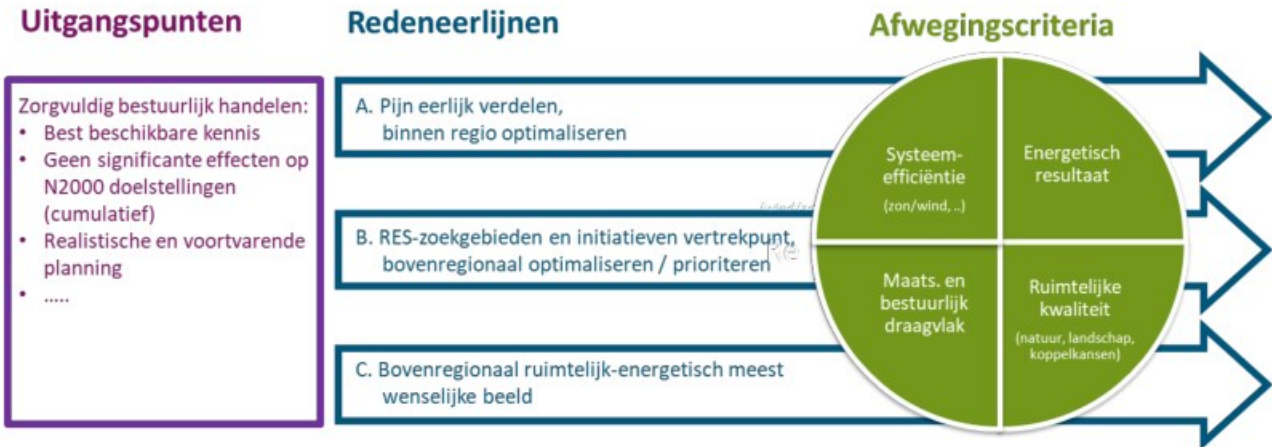 Uitgangspunten
Redeneerlijnen
Afwegingscriteria
Zorgvuldig bestuurlijk handelen:
• Best beschikbare kennis
• Geen significante effecten op
N2000 doelstellingen
(cumulatief)
• Realistische en voortvarende
planning
• .....
A. Pijn eerlijk verdelen,
binnen regio optimaliseren
B. RES-zoekgebieden en initiatieven vertrekpunt,
bovenregionaal optimaliseren / prioriteren
C. Bovenregionaal ruimtelijk-energetisch meest
wenselijke beeld
Systeem-
efficiëntie
(zon/wind, ..)
Energetisch
resultaat
Maats. en
bestuurlijk
draagvlak
Ruimtelijke
kwaliteit
(natuur, landschap,
koppelkansen)